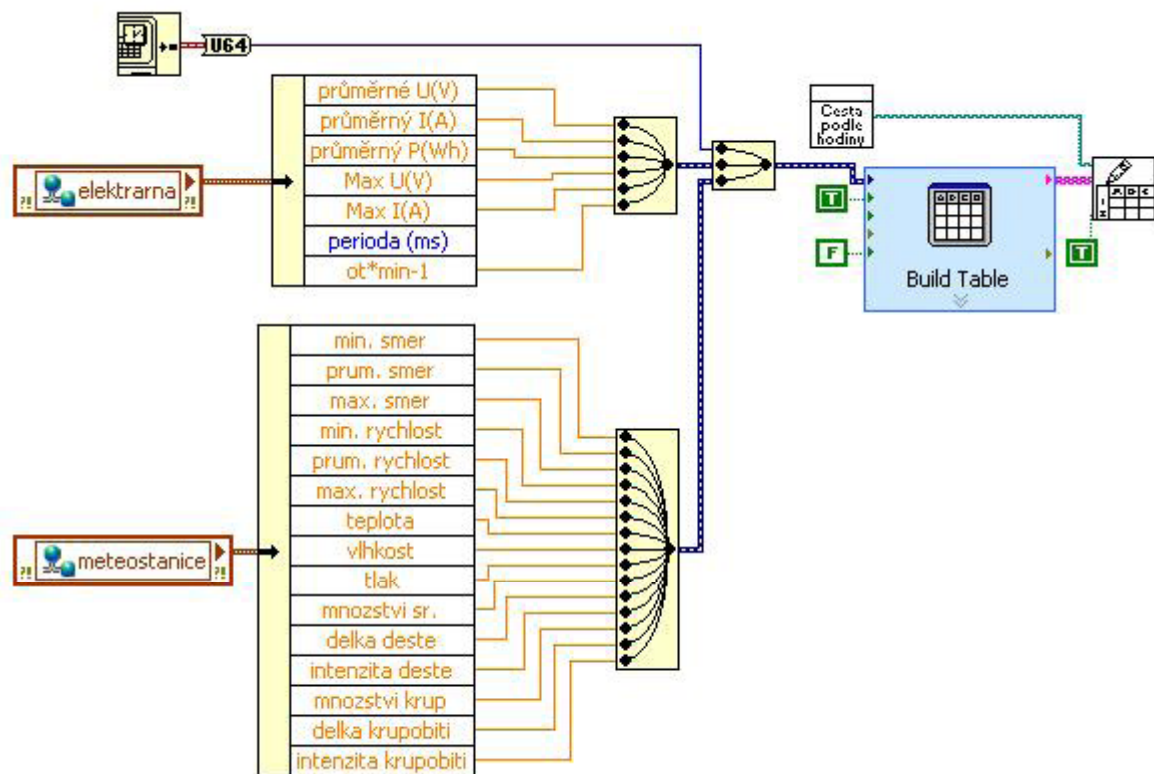 U64
průměrné U(V)
průměrný I(A)
průměrný P(Wh)
Max U(V)
Max I(A)
perioda (ms)
ot*min-1
elektrarna
?!
?!
Cesta
podle
hodiny
T
F
Build Table
T
min. smer
prum. smer
max. smer
min. rychlost
prum. rychlost
max. rychlost
teplota
vlhkost
tlak
mnozstvi sr.
delka deste
intenzita deste
mnozstvi krup
delka krupobiti
intenzita krupobiti
meteostanice
?!
?!